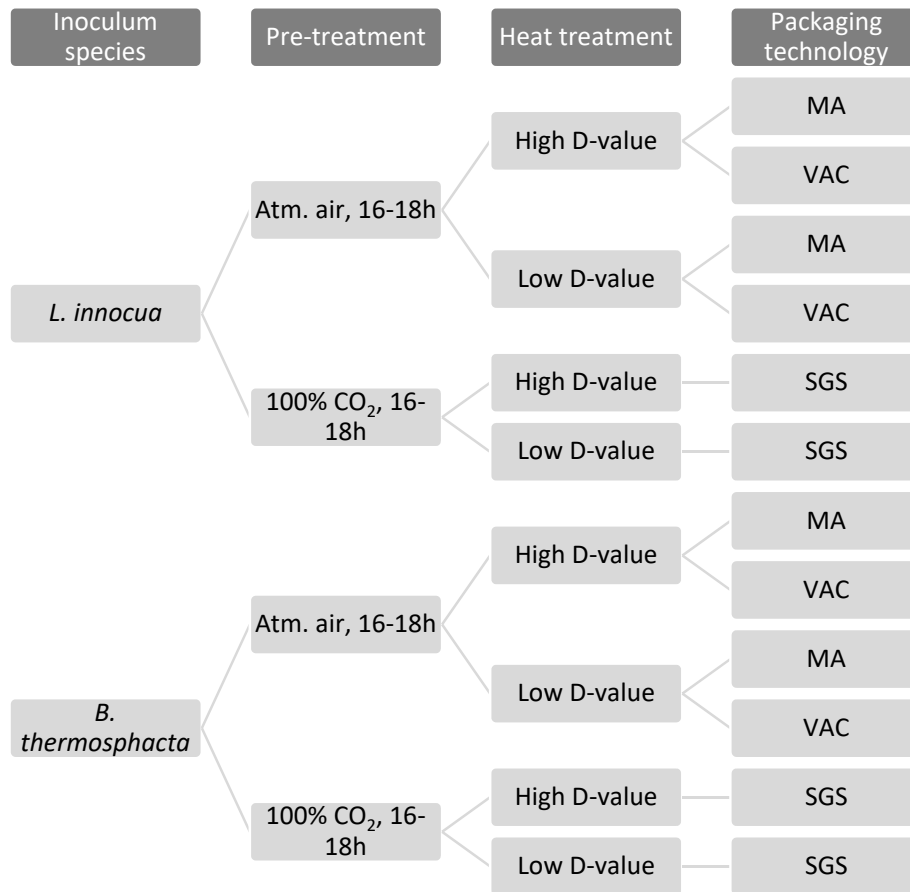 Inoculum
species
Pre-treatment
Heat treatment
Packaging
technology
L. innocua
Atm. air, 16-18h
High D-value
MA
VAC
Low D-value
MA
VAC
100% CO₂, 16-
18h
High D-value
SGS
Low D-value
SGS
B.
thermosphacta
Atm. air, 16-18h
High D-value
MA
VAC
Low D-value
MA
VAC
100% CO₂, 16-
18h
High D-value
SGS
Low D-value
SGS